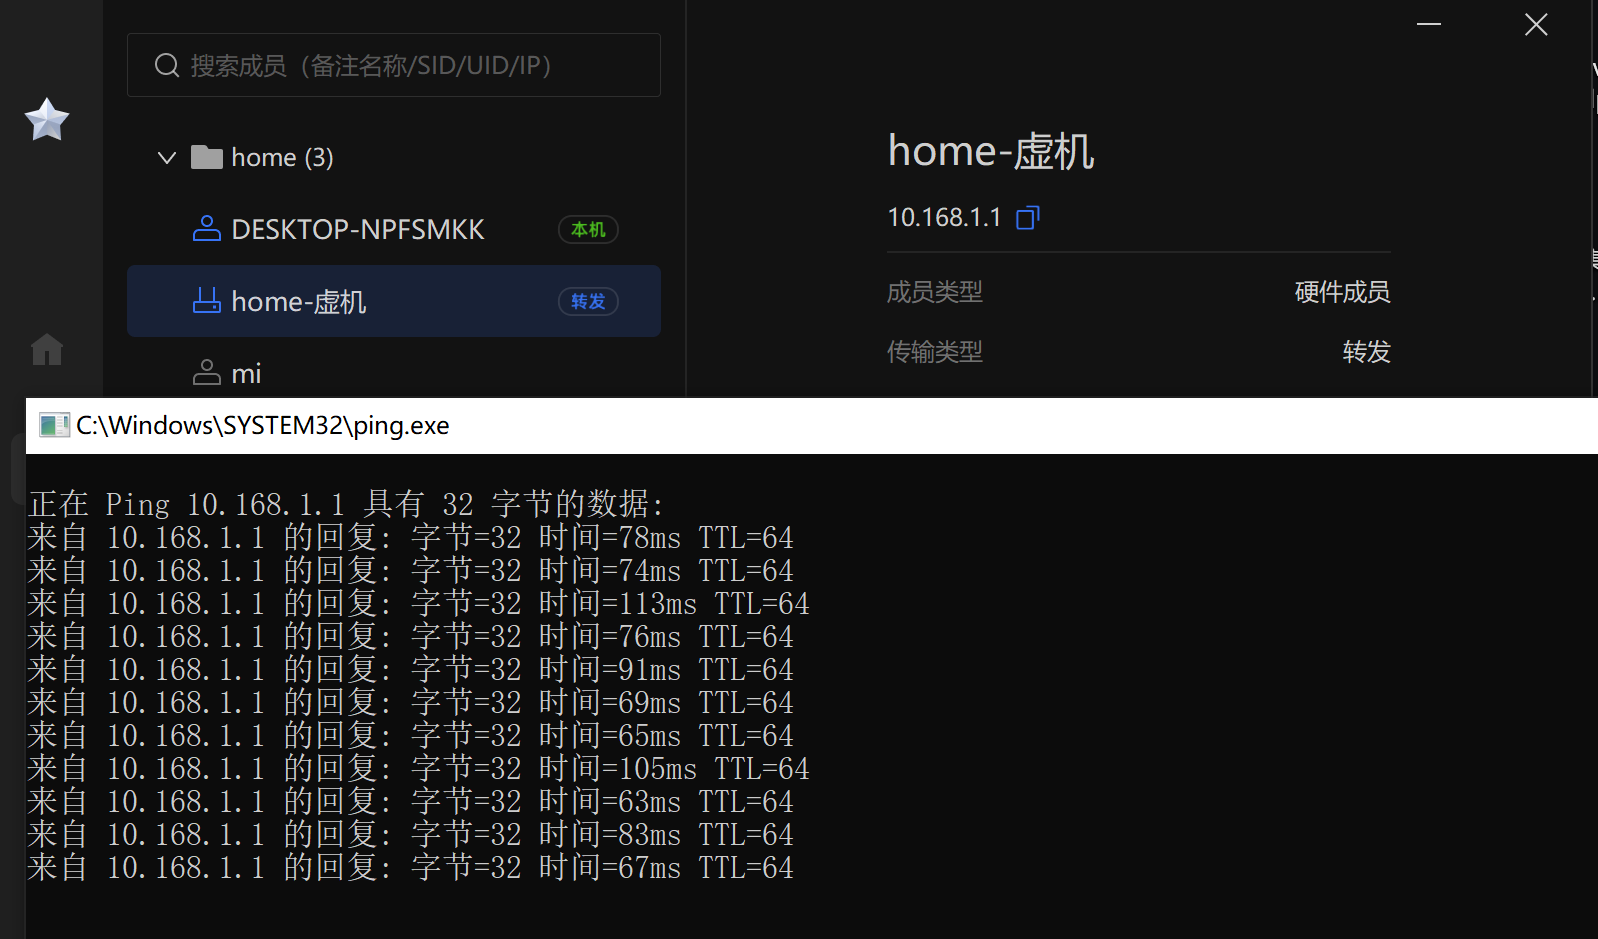 搜索成员（备注名称/SID/UID/IP）
home (3)
DESKTOP-NPFSMKK 本机
home-虚机 转发
mi
home-虚机
10.168.1.1
成员类型 硬件成员
传输类型 转发
C:\Windows\SYSTEM32\ping.exe
正在 Ping 10.168.1.1 具有 32 字节的数据:
来自 10.168.1.1 的回复: 字节=32 时间=78ms TTL=64
来自 10.168.1.1 的回复: 字节=32 时间=74ms TTL=64
来自 10.168.1.1 的回复: 字节=32 时间=113ms TTL=64
来自 10.168.1.1 的回复: 字节=32 时间=76ms TTL=64
来自 10.168.1.1 的回复: 字节=32 时间=91ms TTL=64
来自 10.168.1.1 的回复: 字节=32 时间=69ms TTL=64
来自 10.168.1.1 的回复: 字节=32 时间=65ms TTL=64
来自 10.168.1.1 的回复: 字节=32 时间=105ms TTL=64
来自 10.168.1.1 的回复: 字节=32 时间=63ms TTL=64
来自 10.168.1.1 的回复: 字节=32 时间=83ms TTL=64
来自 10.168.1.1 的回复: 字节=32 时间=67ms TTL=64